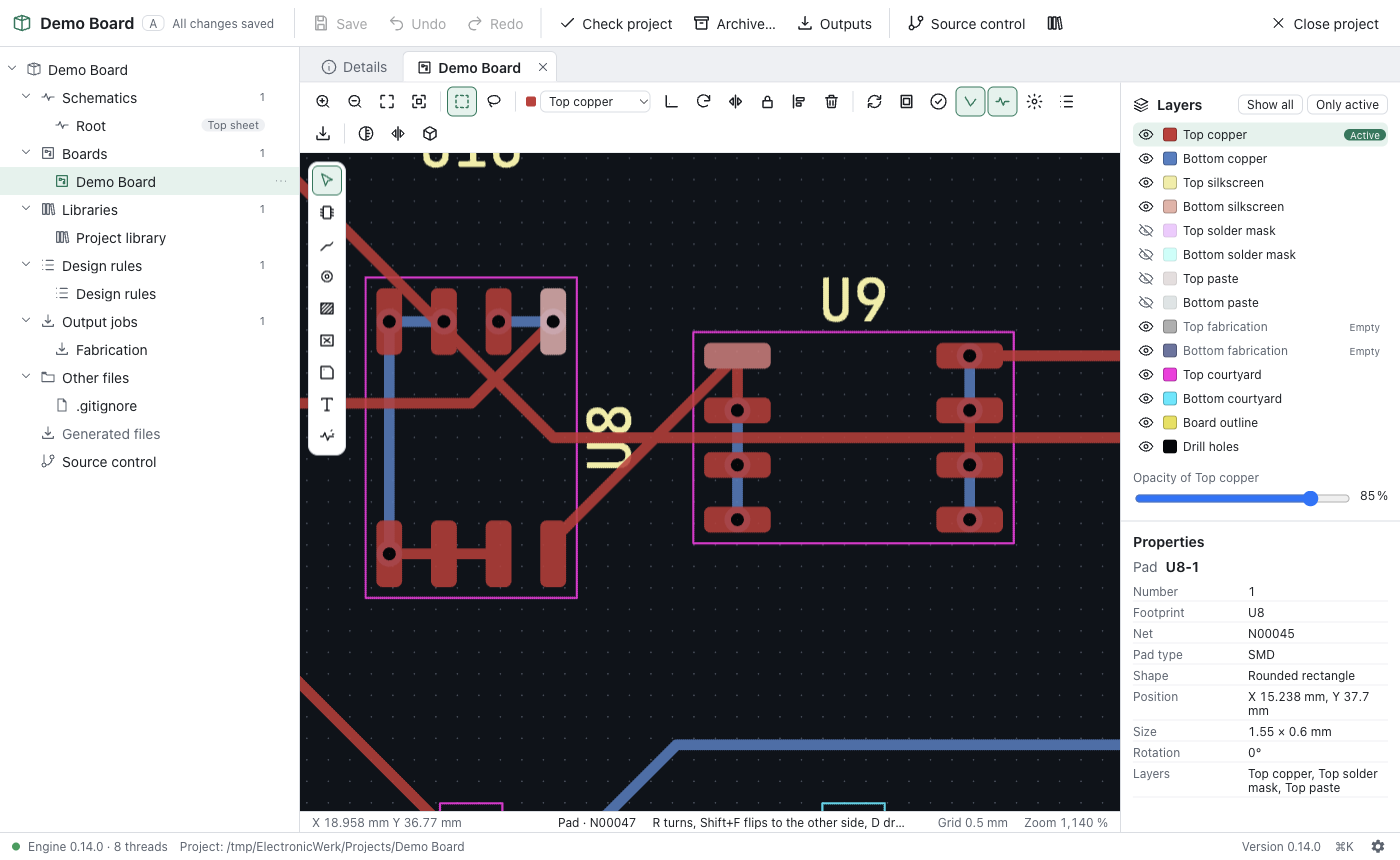 Demo Board A All changes saved Save Undo Redo Check project Archive... Outputs Source control Close project
Demo Board
Schematics 1
Root Top sheet
Boards 1
Demo Board ...
Libraries 1
Project library
Design rules 1
Design rules
Output jobs 1
Fabrication
Other files
.gitignore
Generated files
Source control
Details Demo Board
Top copper
T
U10
U9
U8
Layers Show all Only active
Top copper Active
Bottom copper
Top silkscreen
Bottom silkscreen
Top solder mask
Bottom solder mask
Top paste
Bottom paste
Top fabrication Empty
Bottom fabrication Empty
Top courtyard
Bottom courtyard
Board outline
Drill holes
Opacity of Top copper
85 %
Properties
Pad U8-1
Number 1
Footprint U8
Net N00045
Pad type SMD
Shape Rounded rectangle
Position X 15.238 mm, Y 37.7
mm
Size 1.55 × 0.6 mm
Rotation 0°
Layers Top copper, Top solder
mask, Top paste
X 18.958 mm Y 36.77 mm Pad · N00047 R turns, Shift+F flips to the other side, D dr... Grid 0.5 mm Zoom 1,140 %
Engine 0.14.0 · 8 threads Project: /tmp/ElectronicWerk/Projects/Demo Board Version 0.14.0 ⌘K